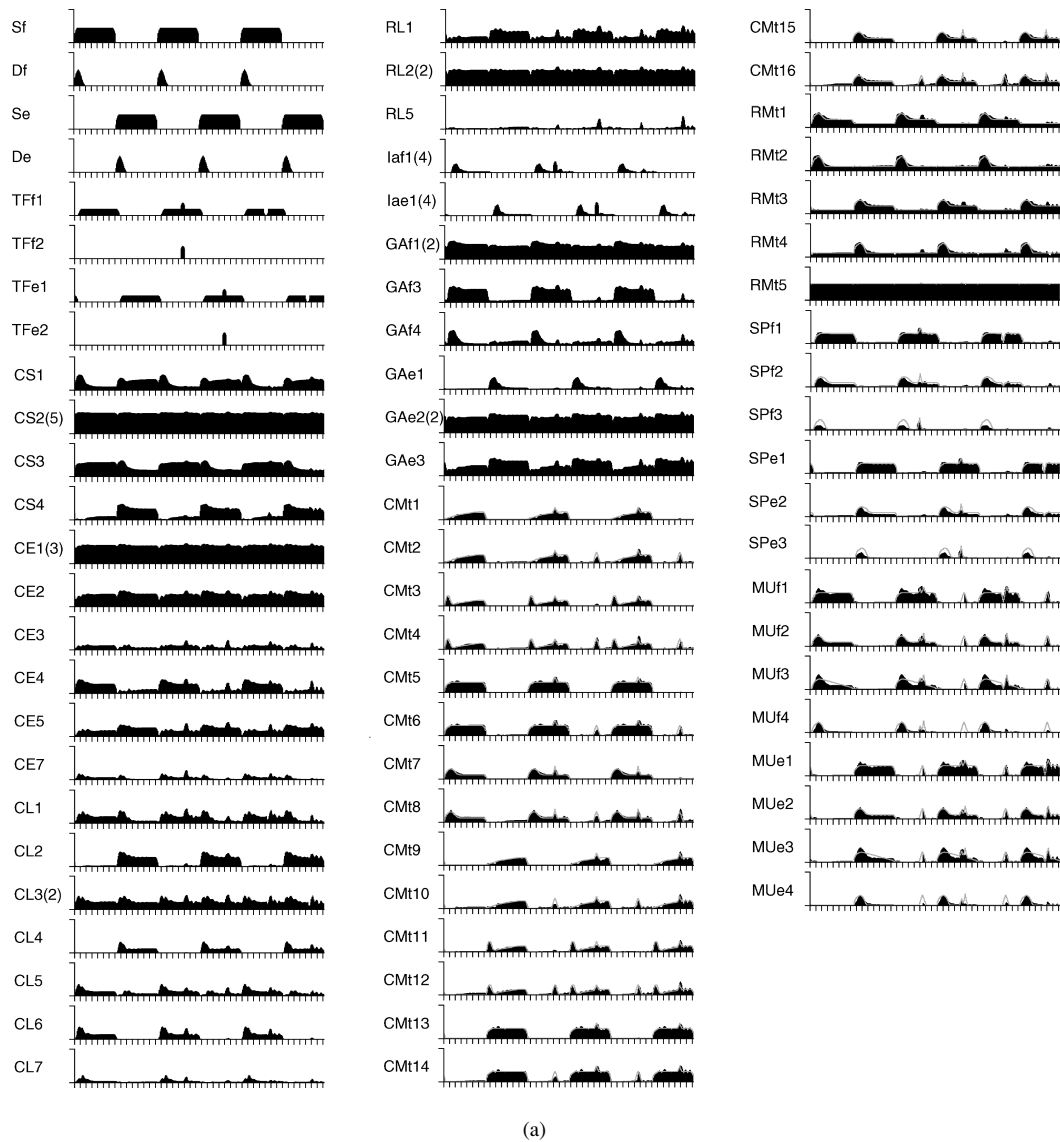 Sf
Df
Se
De
TFf1
TFf2
TFe1
TFe2
CS1
CS2(5)
CS3
CS4
CE1(3)
CE2
CE3
CE4
CE5
CE7
CL1
CL2
CL3(2)
CL4
CL5
CL6
CL7
RL1
RL2(2)
RL5
Iaf1(4)
Iae1(4)
GAf1(2)
GAf3
GAf4
GAe1
GAe2(2)
GAe3
CMt1
CMt2
CMt3
CMt4
CMt5
CMt6
CMt7
CMt8
CMt9
CMt10
CMt11
CMt12
CMt13
CMt14
CMt15
CMt16
RMt1
RMt2
RMt3
RMt4
RMt5
SPf1
SPf2
SPf3
SPe1
SPe2
SPe3
MUf1
MUf2
MUf3
MUf4
MUe1
MUe2
MUe3
MUe4
(a)